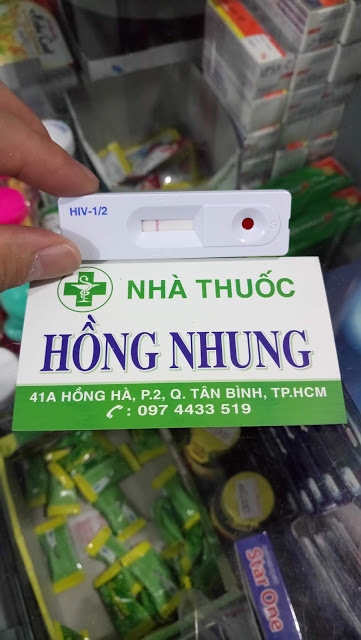 HIV-1/2
S
NHÀ THUỐC
HỒNG NHUNG
41A HỒNG HÀ, P.2, Q. TÂN BÌNH, TP.HCM
: 097 4433 519
Star One